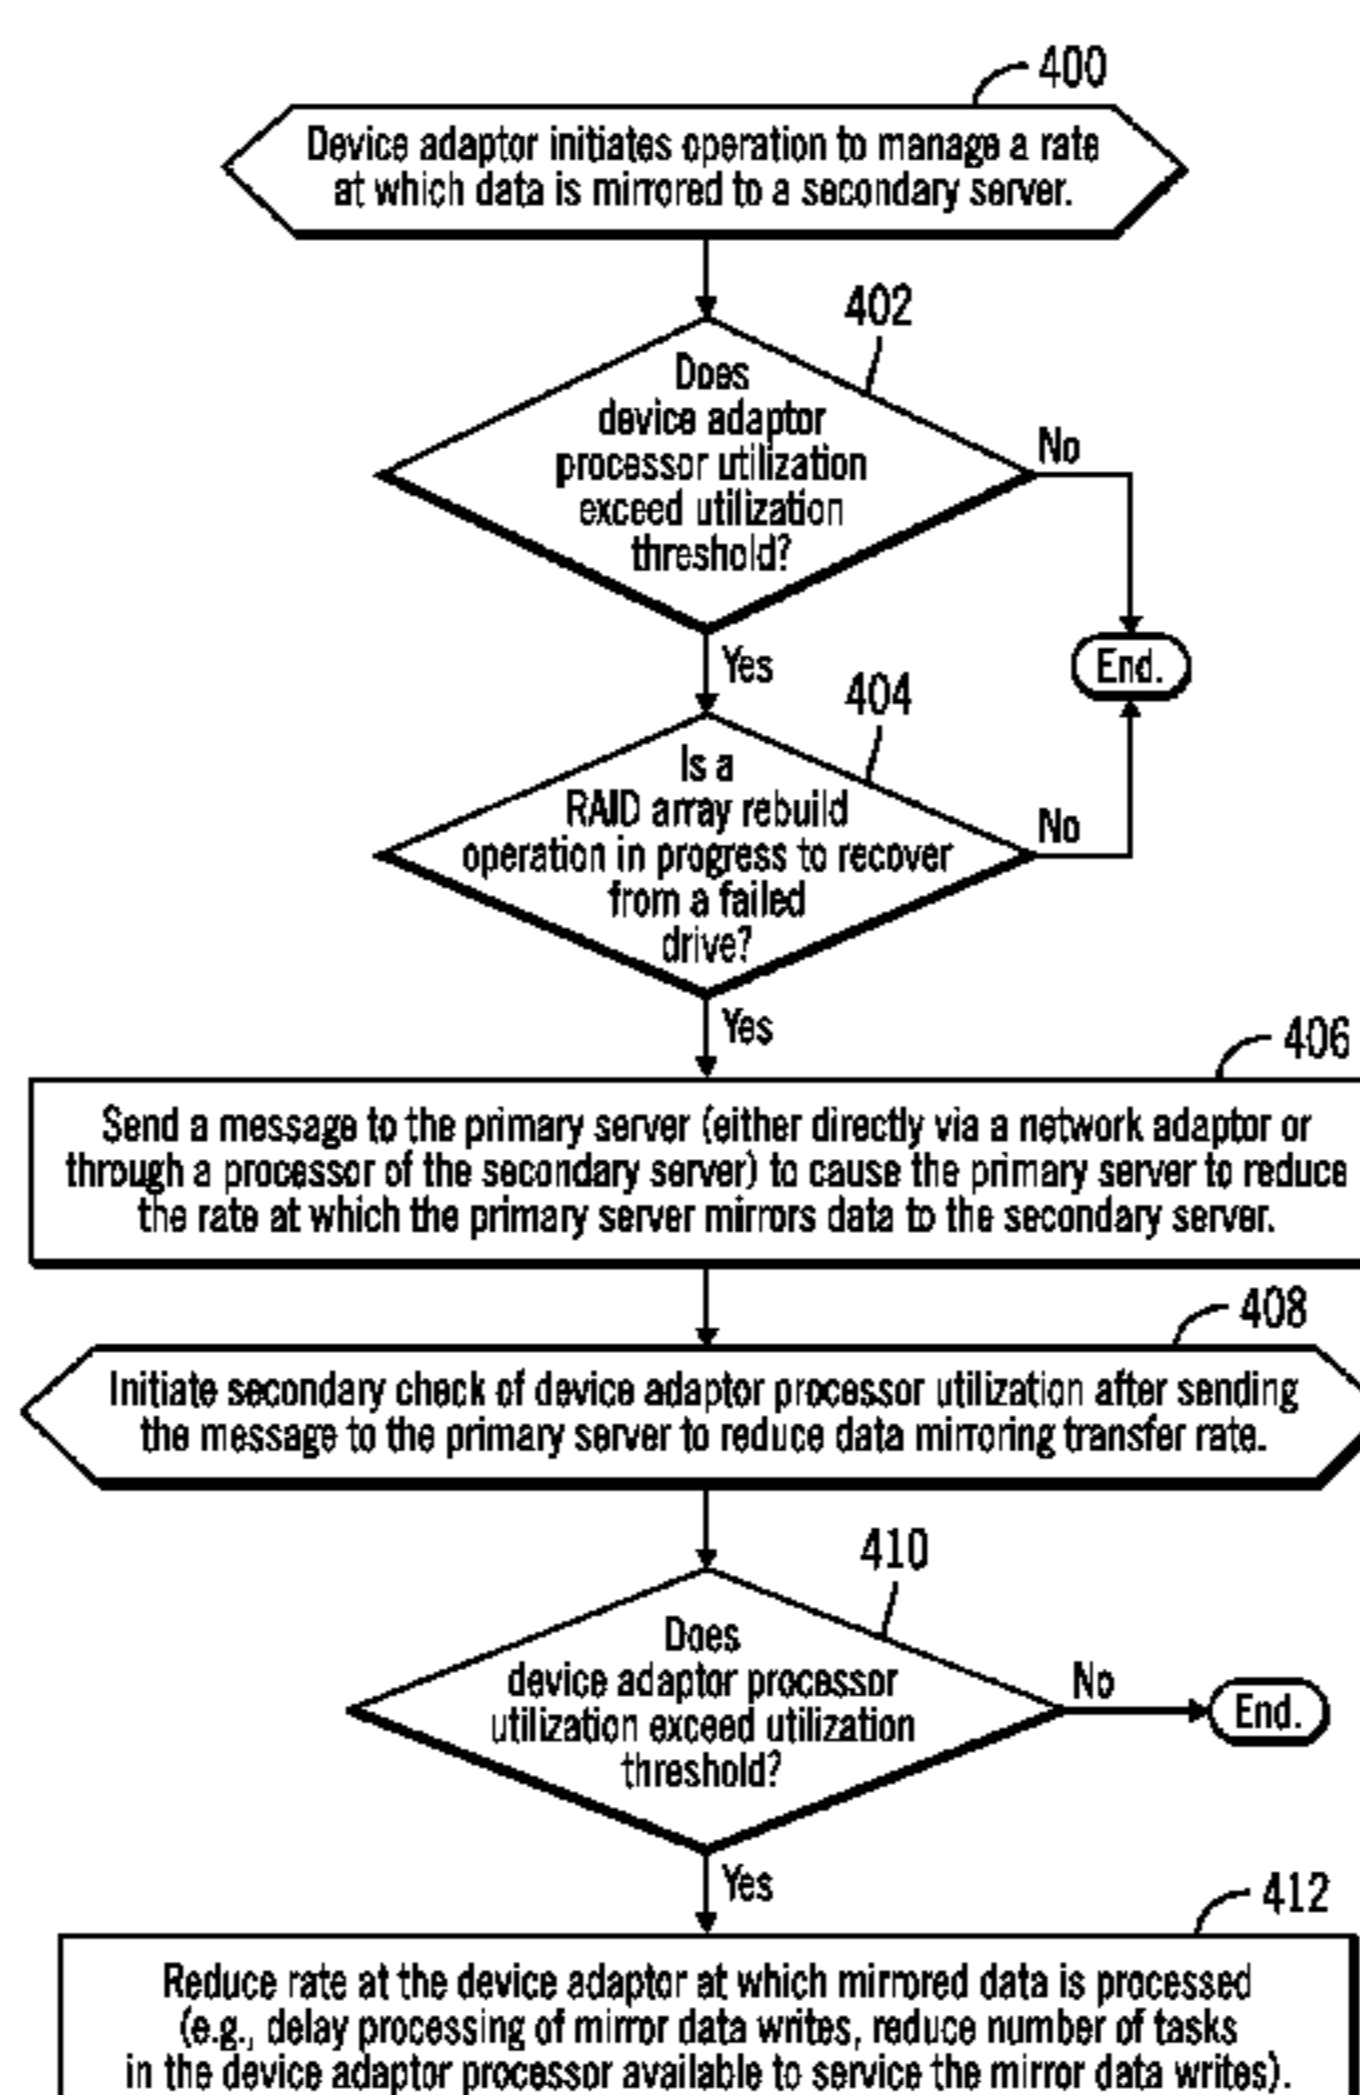 400
Device adaptor initiates operation to manage a rate
at which data is mirrored to a secondary server.
402
Does
device adaptor
processor utilization
exceed utilization
threshold?
No
End.
Yes
404
Is a
RAID array rebuild
operation in progress to recover
from a failed
drive?
No
Yes
406
Send a message to the primary server (either directly via a network adaptor or
through a processor of the secondary server) to cause the primary server to reduce
the rate at which the primary server mirrors data to the secondary server.
408
Initiate secondary check of device adaptor processor utilization after sending
the message to the primary server to reduce data mirroring transfer rate.
410
Does
device adaptor processor
utilization exceed utilization
threshold?
No
End.
Yes
412
Reduce rate at the device adaptor at which mirrored data is processed
(e.g., delay processing of mirror data writes, reduce number of tasks
in the device adaptor processor available to service the mirror data writes).